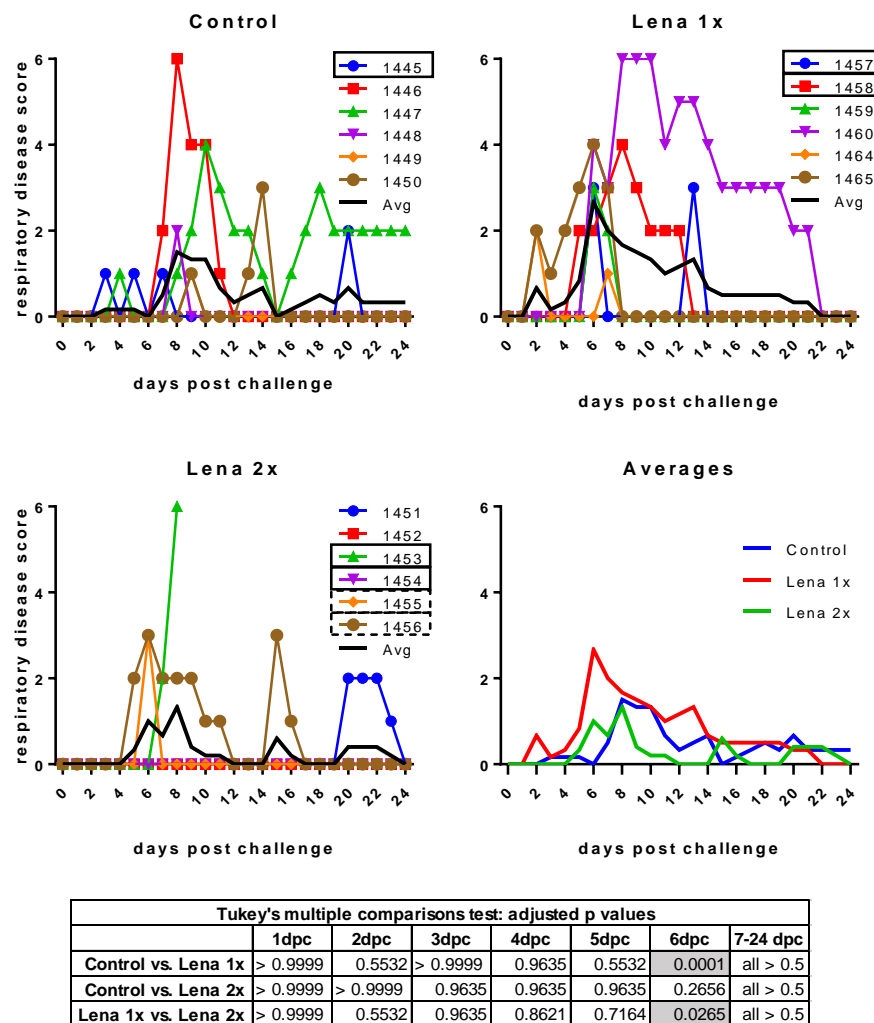 Control
respiratory disease score
6
4
2
0
1445
1446
1447
1448
1449
1450
Avg
0 2 4 6 8 10 12 14 16 18 20 22 24
days post challenge
Lena 1x
6
4
2
0
1457
1458
1459
1460
1464
1465
Avg
0 2 4 6 8 10 12 14 16 18 20 22 24
days post challenge
Lena 2x
respiratory disease score
6
4
2
0
1451
1452
1453
1454
1455
1456
Avg
0 2 4 6 8 10 12 14 16 18 20 22 24
days post challenge
Averages
6
4
2
0
Control
Lena 1x
Lena 2x
0 2 4 6 8 10 12 14 16 18 20 22 24
days post challenge
Tukey's multiple comparisons test: adjusted p values
1dpc 2dpc 3dpc 4dpc 5dpc 6dpc 7-24 dpc
Control vs. Lena 1x > 0.9999 0.5532 > 0.9999 0.9635 0.5532 0.0001 all > 0.5
Control vs. Lena 2x > 0.9999 > 0.9999 0.9635 0.9635 0.9635 0.2656 all > 0.5
Lena 1x vs. Lena 2x > 0.9999 0.5532 0.9635 0.8621 0.7164 0.0265 all > 0.5